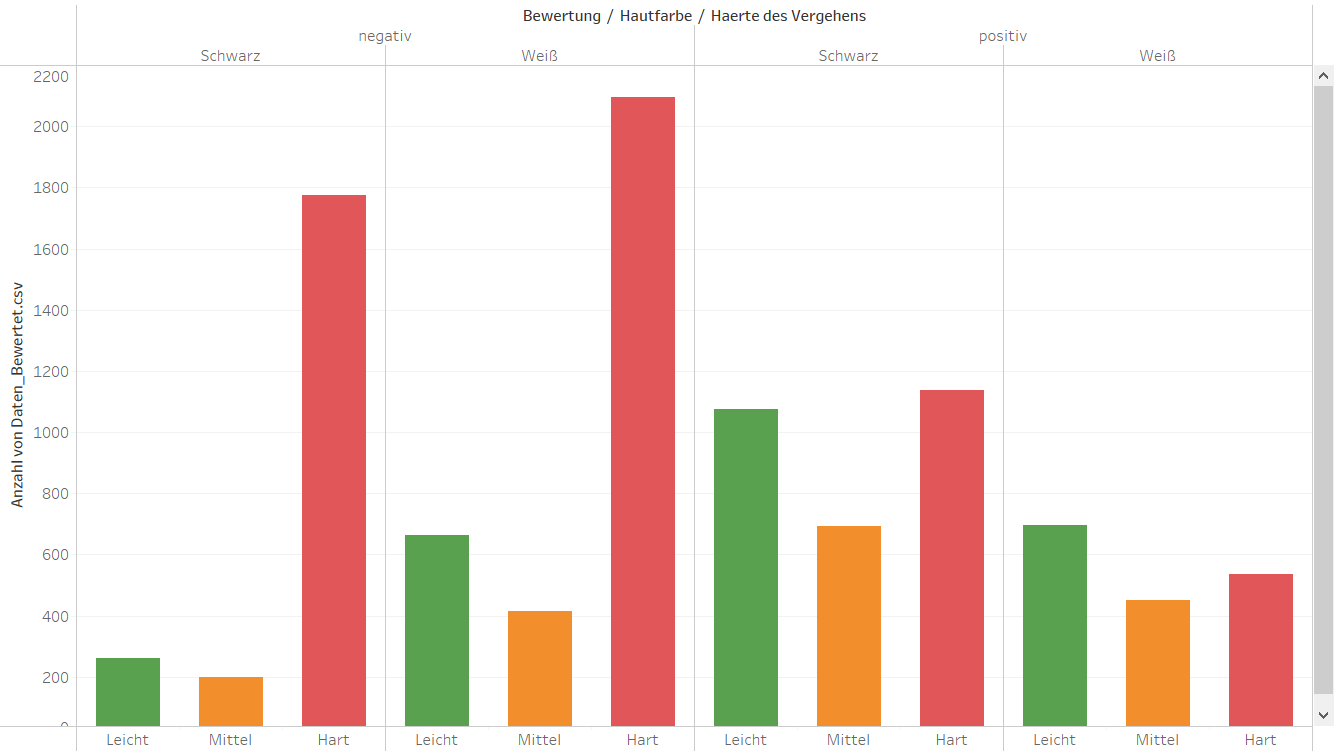 Bewertung / Hautfarbe / Haerte des Vergehens
negativ positiv
Schwarz Weiß Schwarz Weiß
Anzahl von Daten_Bewertet.csv
2200
2000
1800
1600
1400
1200
1000
800
600
400
200
0
Leicht Mittel Hart Leicht Mittel Hart Leicht Mittel Hart Leicht Mittel Hart